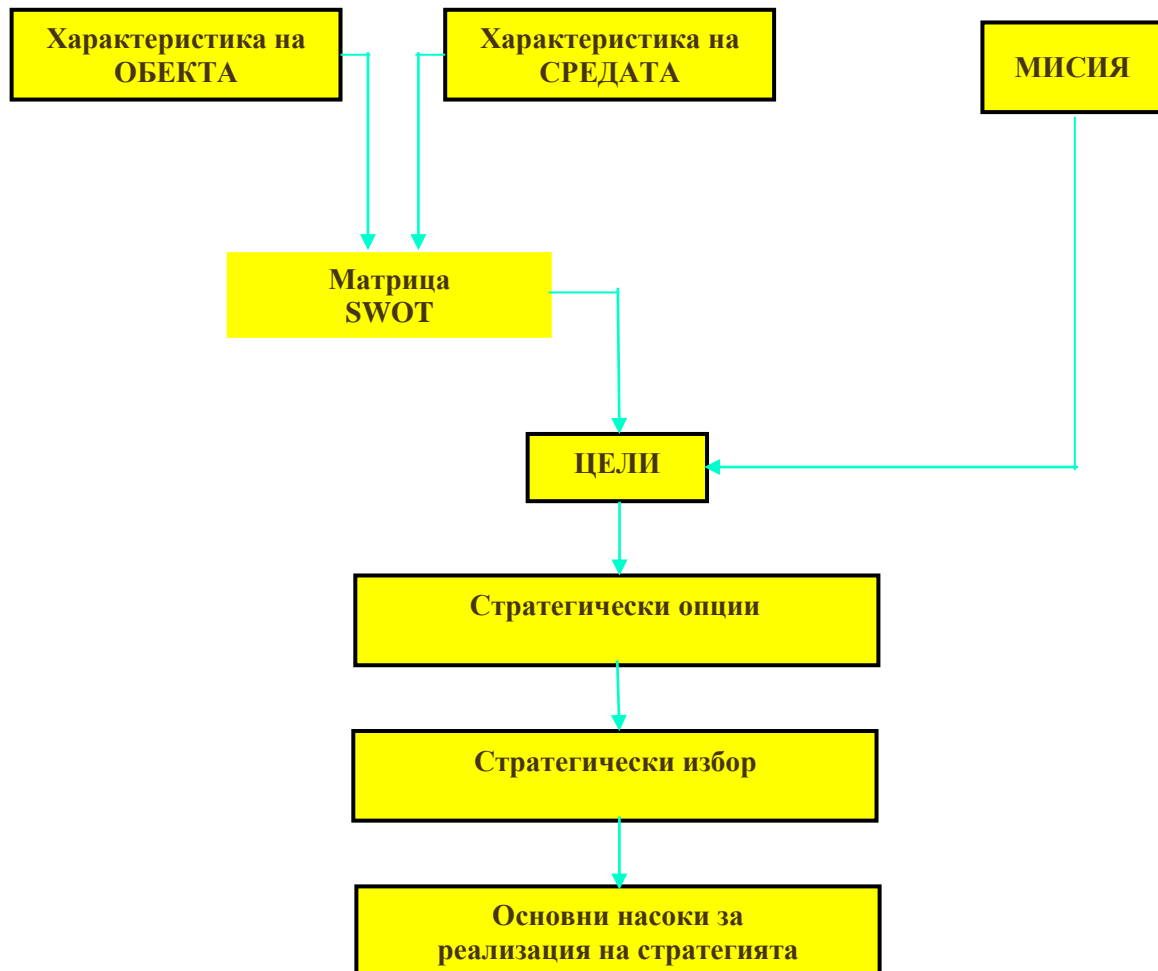 Характеристика на
ОБЕКТА
Характеристика на
СРЕДАТА
МИСИЯ
Матрица
SWOT
ЦЕЛИ
Стратегически опции
Стратегически избор
Основни насоки за
реализация на стратегията